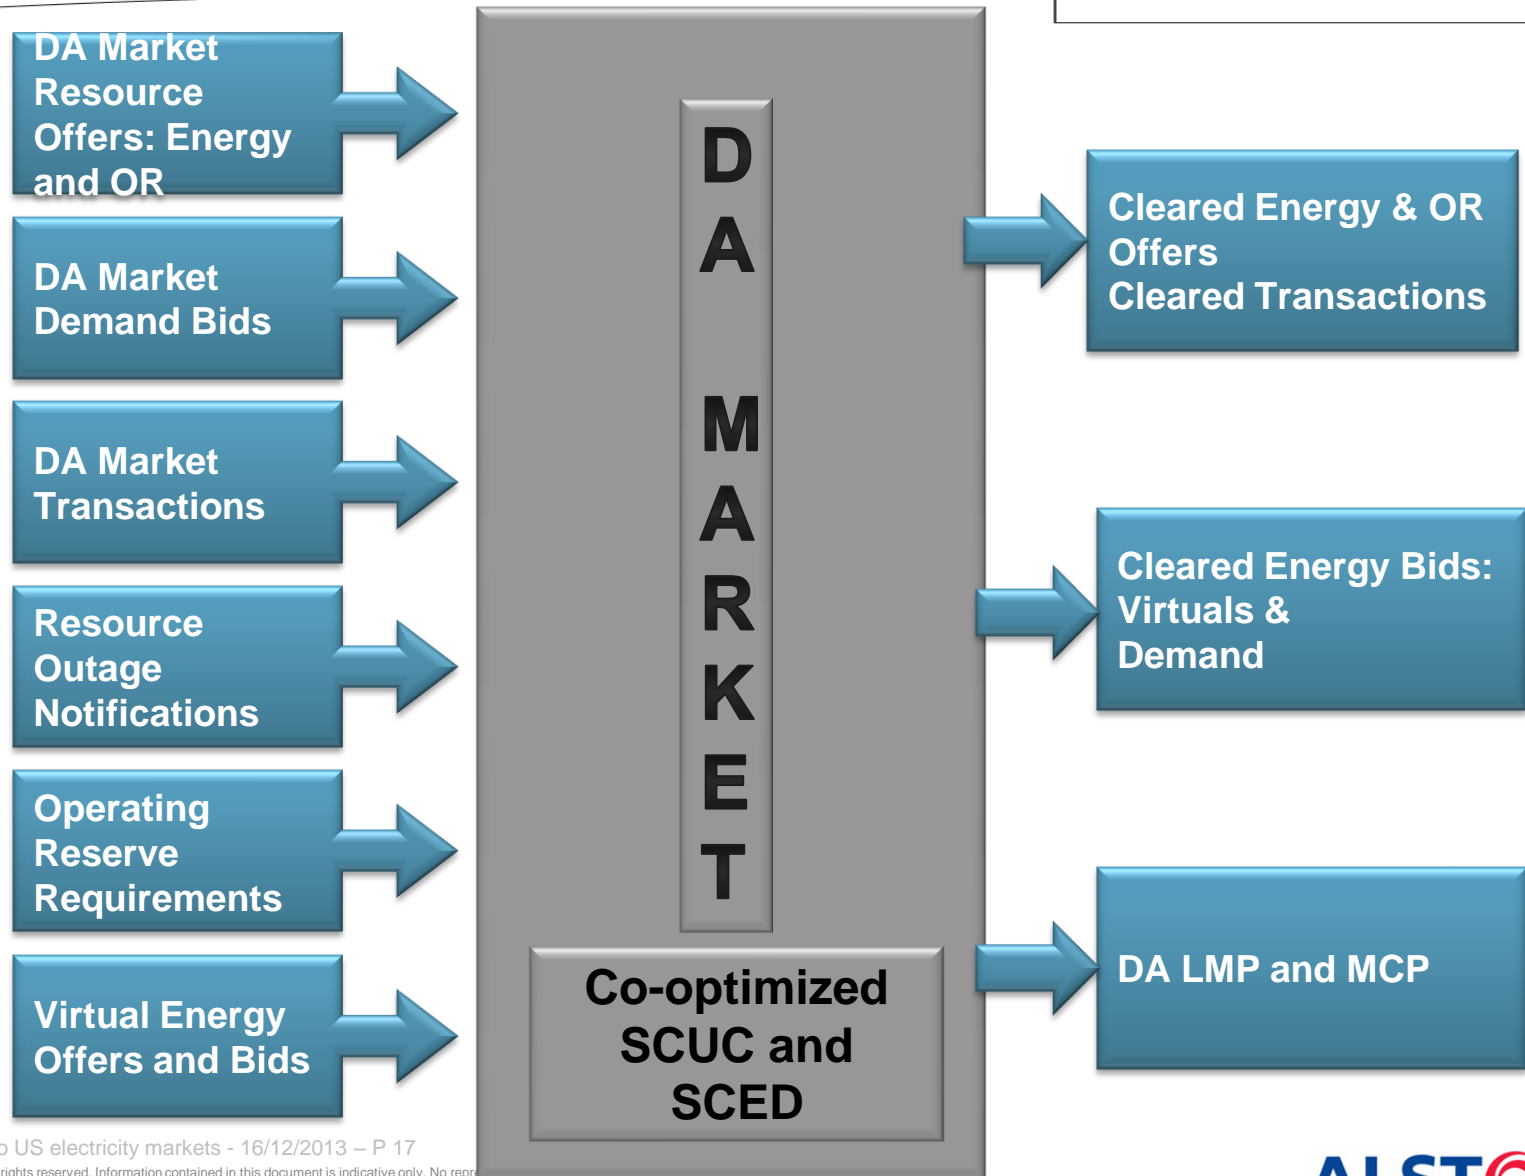 DA Market
Resource
Offers: Energy
and OR
DA Market
Demand Bids
DA Market
Transactions
Resource
Outage
Notifications
Operating
Reserve
Requirements
Virtual Energy
Offers and Bids
D
A
M
A
R
K
E
T
Co-optimized
SCUC and
SCED
Cleared Energy & OR
Offers
Cleared Transactions
Cleared Energy Bids:
Virtuals &
Demand
DA LMP and MCP
o US electricity markets - 16/12/2013 – P 17
rights reserved. Information contained in this document is indicative only. No repre
ALST